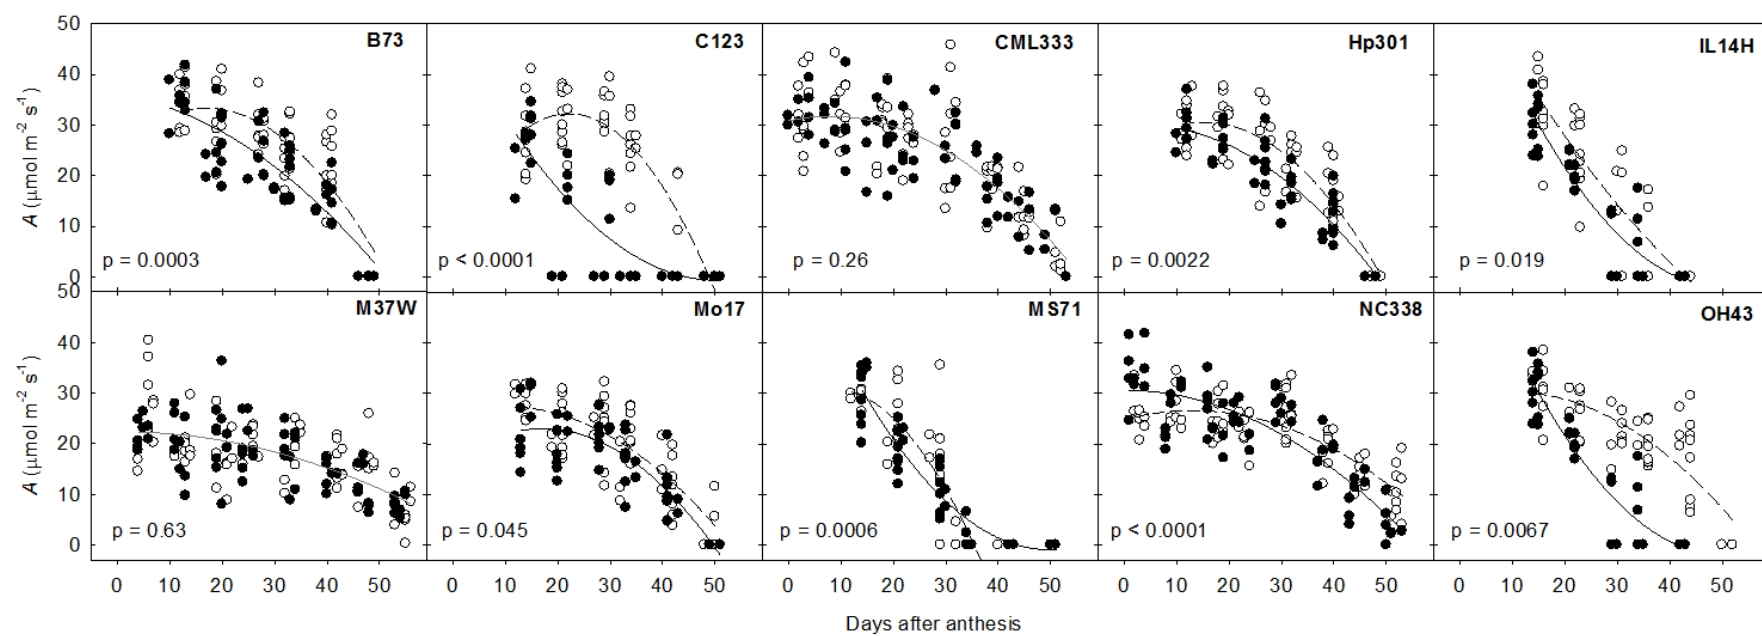 50
B73
C123
CML333
Hp301
IL14H
40
30
20
10
0
A (μmol m⁻² s⁻¹)
p = 0.0003
p < 0.0001
p = 0.26
p = 0.0022
p = 0.019
50
M37W
Mo17
MS71
NC338
OH43
40
30
20
10
0
A (μmol m⁻² s⁻¹)
p = 0.63
p = 0.045
p = 0.0006
p < 0.0001
p = 0.0067
0 10 20 30 40 50 0 10 20 30 40 50 0 10 20 30 40 50 0 10 20 30 40 50 0 10 20 30 40 50
Days after anthesis